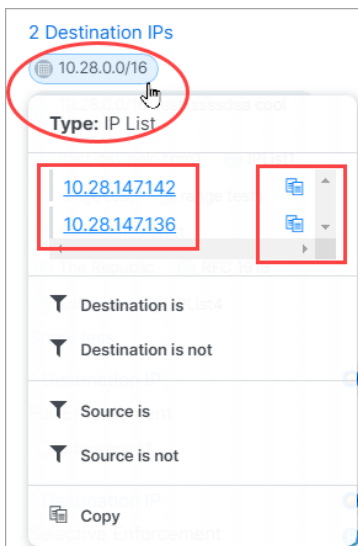 2 Destination IPs
10.28.0.0/16
Type: IP List
10.28.147.142
10.28.147.136
Destination is
Destination is not
Source is
Source is not
Copy